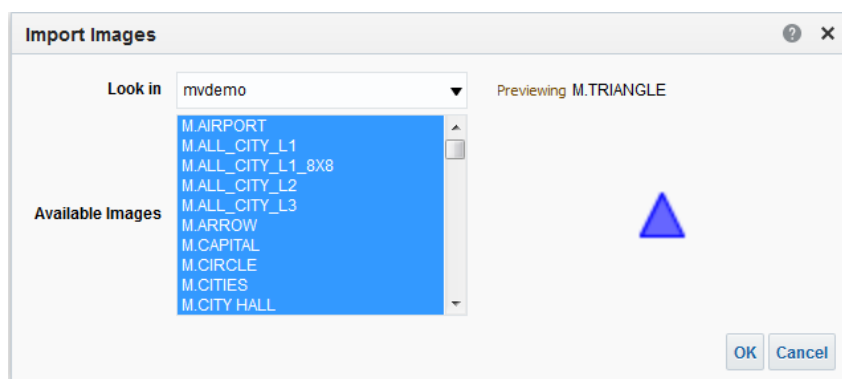 Import Images
Look in mvdemo
Previewing M.TRIANGLE
M.AIRPORT
M.ALL_CITY_L1
M.ALL_CITY_L1_8X8
M.ALL_CITY_L2
M.ALL_CITY_L3
Available Images
M.ARROW
M.CAPITAL
M.CIRCLE
M.CITIES
M.CITY HALL
OK Cancel